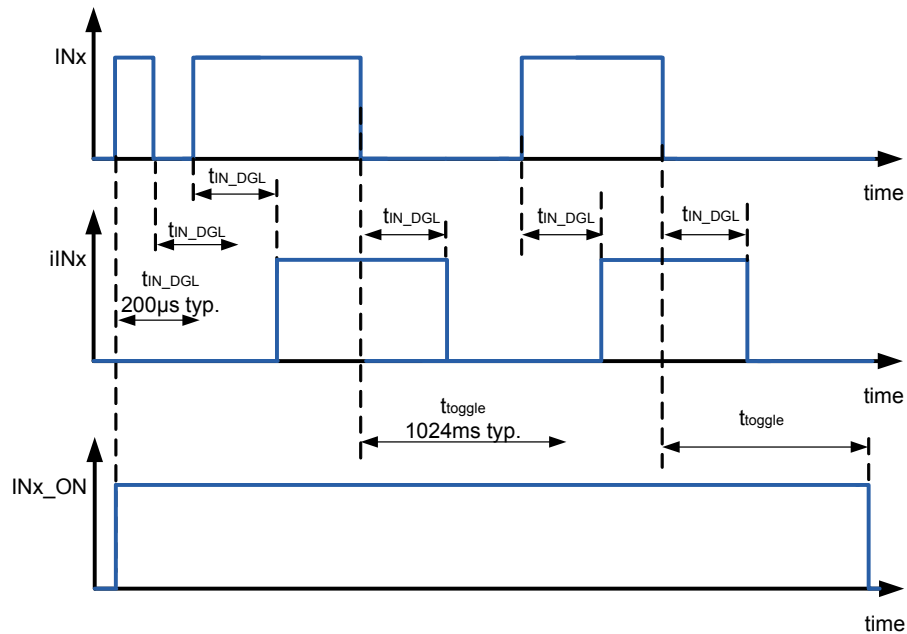 INx
time
tIN_DGL
tIN_DGL
tIN_DGL
tIN_DGL
tIN_DGL
200µs typ.
tIN_DGL
iINx
time
ttoggle
1024ms typ.
ttoggle
INx_ON
time